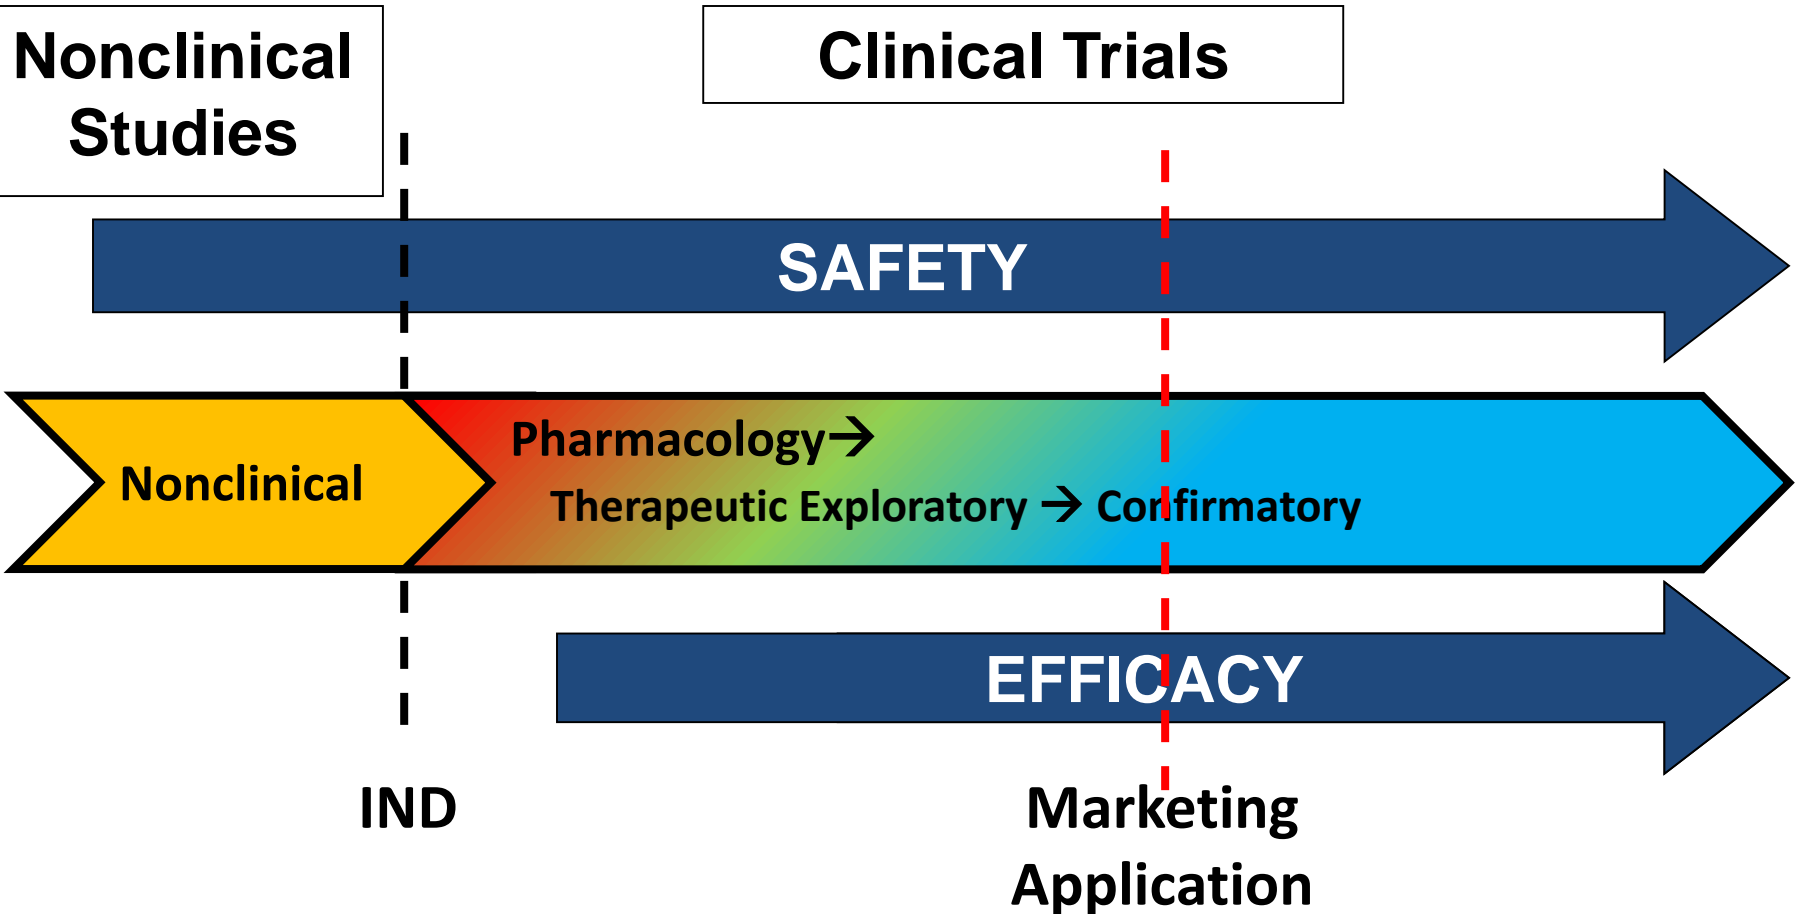 Nonclinical
Studies
Clinical Trials
SAFETY
Nonclinical
Pharmacology→
Therapeutic Exploratory → Confirmatory
EFFICACY
IND
Marketing
Application